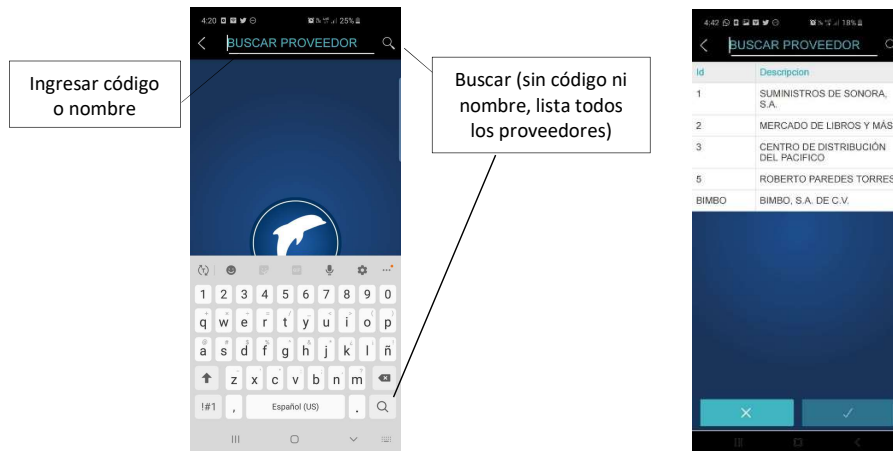 4:20
25%
BUSCAR PROVEEDOR
Ingresar código
o nombre
Buscar (sin código ni
nombre, lista todos
los proveedores)
1 2 3 4 5 6 7 8 9 0
q w e r t y u i o p
a s d f g h j k l ñ
z x c v b n m
!#1 , Español (US) .
4:42
18%
BUSCAR PROVEEDOR
Id Descripcion
1 SUMINISTROS DE SONORA,
S.A.
2 MERCADO DE LIBROS Y MÁS
3 CENTRO DE DISTRIBUCIÓN
DEL PACIFICO
5 ROBERTO PAREDES TORRES
BIMBO BIMBO, S.A. DE C.V.